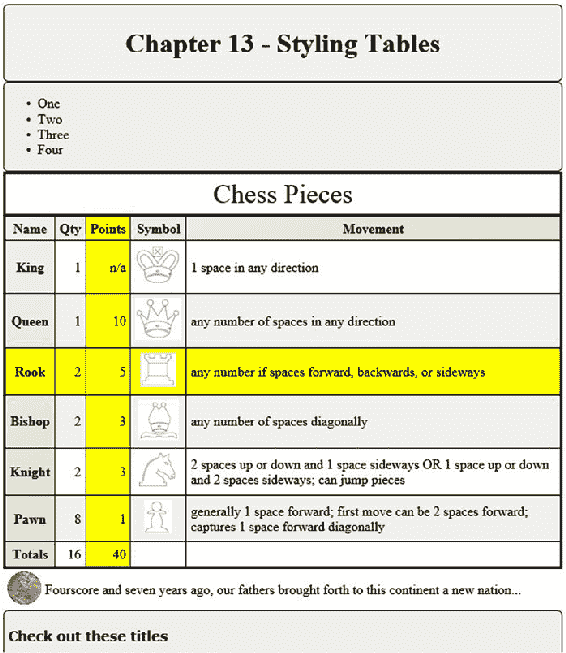 Chapter 13 - Styling Tables
One
Two
Three
Four
Chess Pieces
Name Qty Points Symbol Movement
King 1 n/a 1 space in any direction
Queen 1 10 any number of spaces in any direction
Rook 2 5 any number if spaces forward, backwards, or sideways
Bishop 2 3 any number of spaces diagonally
Knight 2 3 2 spaces up or down and 1 space sideways OR 1 space up or down
and 2 spaces sideways; can jump pieces
Pawn 8 1 generally 1 space forward; first move can be 2 spaces forward;
captures 1 space forward diagonally
Totals 16 40
Fourscore and seven years ago, our fathers brought forth to this continent a new nation...
Check out these titles